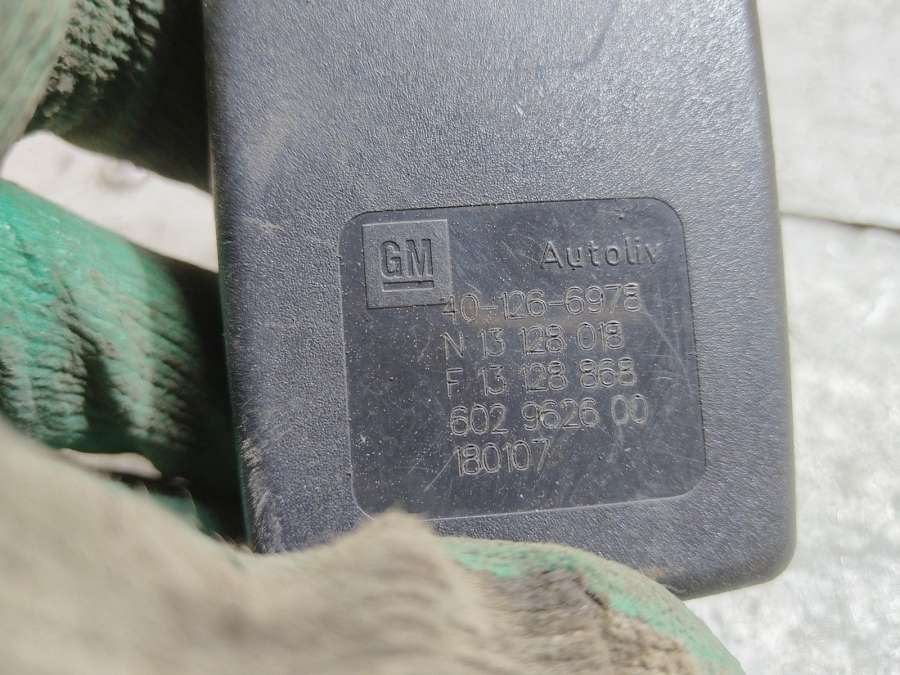 GM Autoliv
40-126-6978
N 13 128 018
F 13 128 868
602 9626 00
180107